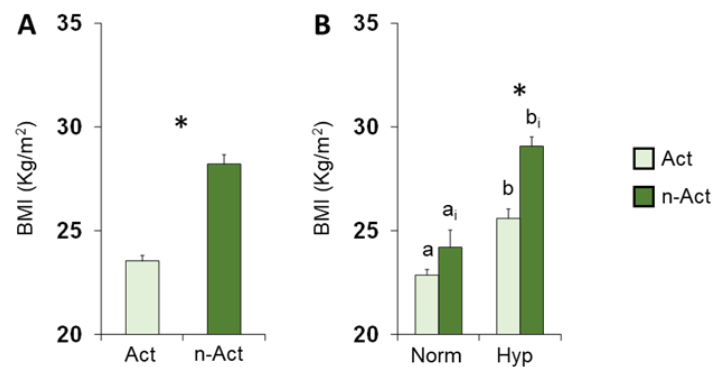 A
35
30
25
20
BMI (Kg/m²)
*
Act
n-Act
B
35
30
25
20
BMI (Kg/m²)
a
aᵢ
b
bᵢ
*
Norm
Hyp
Act
n-Act